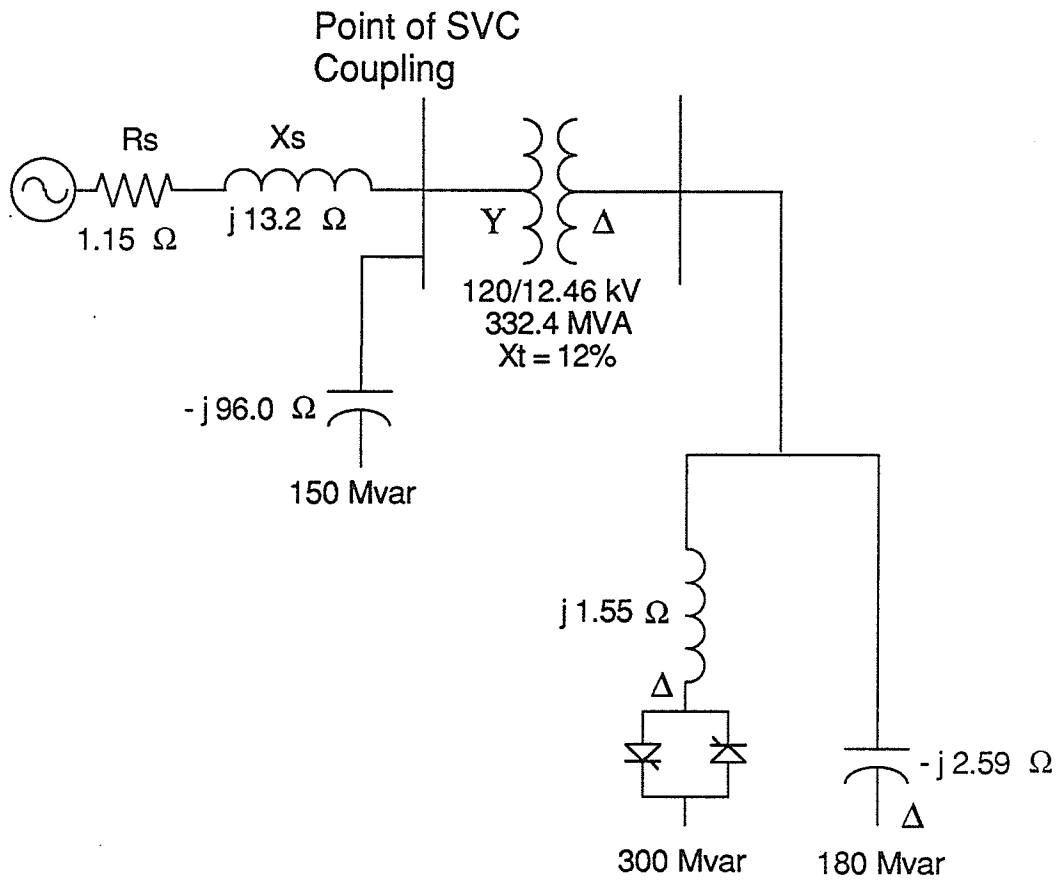 Point of SVC
Coupling
Rs
Xs
1.15 Ω
j 13.2 Ω
Y
Δ
120/12.46 kV
332.4 MVA
Xt = 12%
- j 96.0 Ω
150 Mvar
j 1.55 Ω
Δ
- j 2.59 Ω
Δ
300 Mvar
180 Mvar